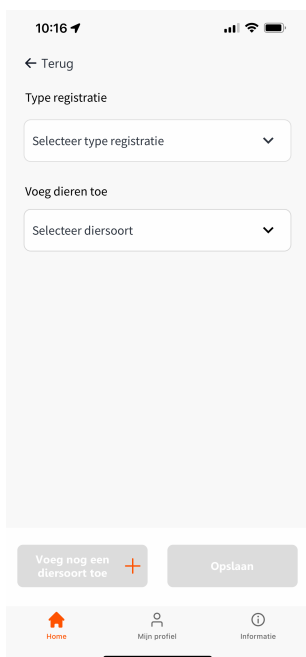 10:16
Terug
Type registratie
Selecteer type registratie
Voeg dieren toe
Selecteer diersoort
Voeg nog een
diersoort toe
Opslaan
Home
Mijn profiel
Informatie